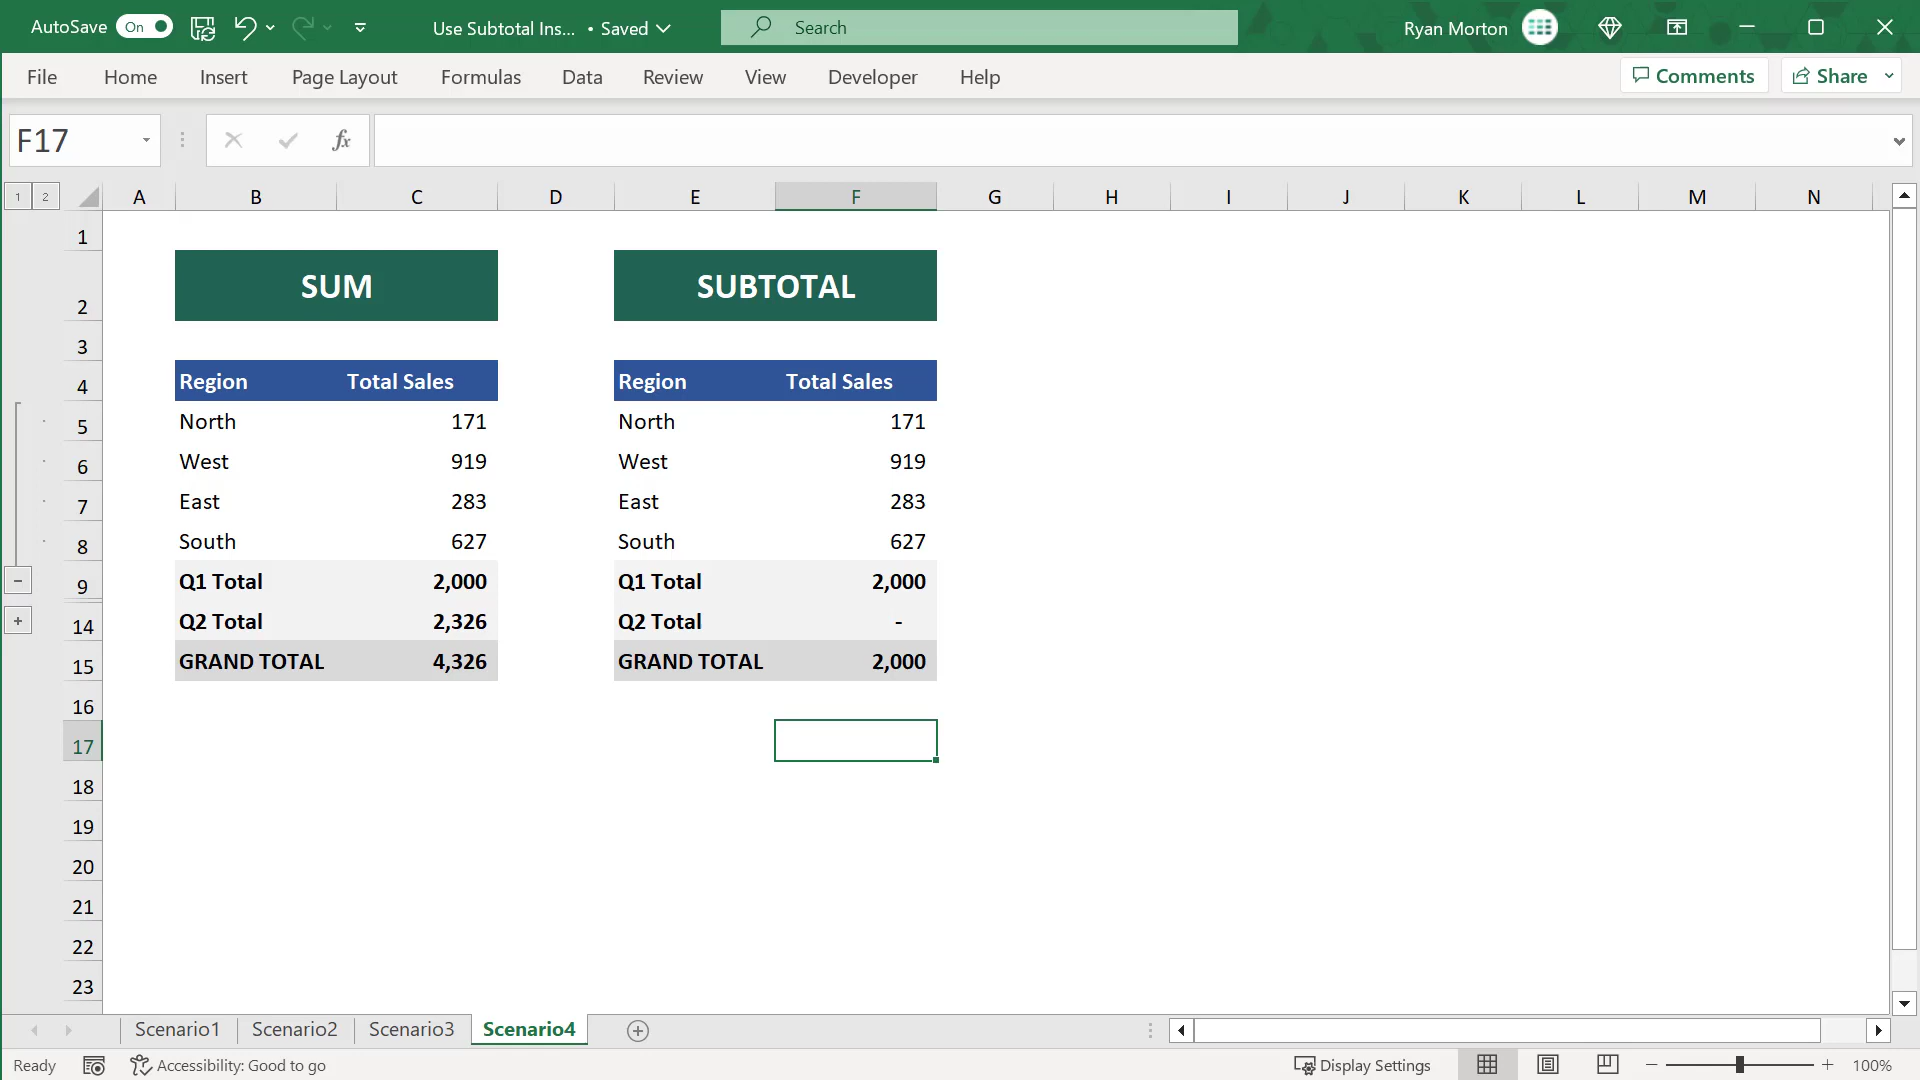 AutoSave On Use Subtotal Ins... • Saved Search Ryan Morton
File Home Insert Page Layout Formulas Data Review View Developer Help Comments Share
F17 fx
1 2 A B C D E F G H I J K L M N
1
2 SUM SUBTOTAL
3
4 Region Total Sales Region Total Sales
5 North 171 North 171
6 West 919 West 919
7 East 283 East 283
8 South 627 South 627
9 Q1 Total 2,000 Q1 Total 2,000
14 Q2 Total 2,326 Q2 Total -
15 GRAND TOTAL 4,326 GRAND TOTAL 2,000
16
17
18
19
20
21
22
23
Scenario1 Scenario2 Scenario3 Scenario4
Ready Accessibility: Good to go Display Settings 100%